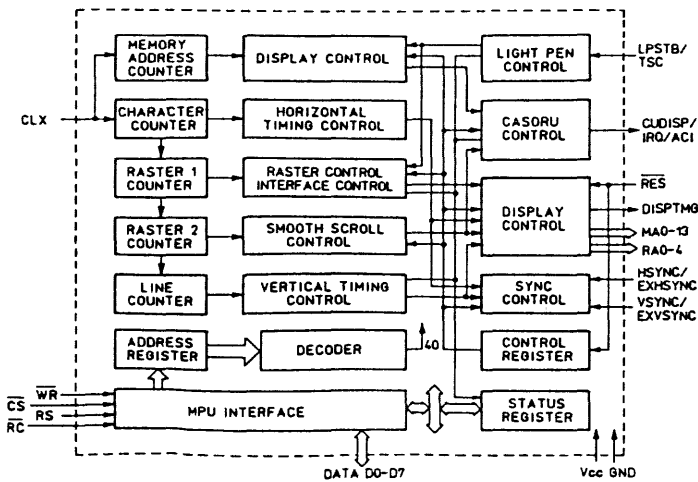 MEMORY
ADDRESS
COUNTER
DISPLAY CONTROL
LIGHT PEN
CONTROL
LPSTB/
TSC
CLX
CHARACTER
COUNTER
HORIZONTAL
TIMING CONTROL
CASORU
CONTROL
CUDISP/
IRQ/ACI
RASTER 1
COUNTER
RASTER CONTROL
INTERFACE CONTROL
DISPLAY
CONTROL
RES
DISPTMG
MA0-13
RA0-4
RASTER 2
COUNTER
SMOOTH SCROLL
CONTROL
LINE
COUNTER
VERTICAL TIMING
CONTROL
SYNC
CONTROL
HSYNC/
EXHSYNC
VSYNC/
EXVSYNC
ADDRESS
REGISTER
DECODER
40
CONTROL
REGISTER
WR
CS
RS
RC
MPU INTERFACE
STATUS
REGISTER
DATA D0-D7
Vcc GND